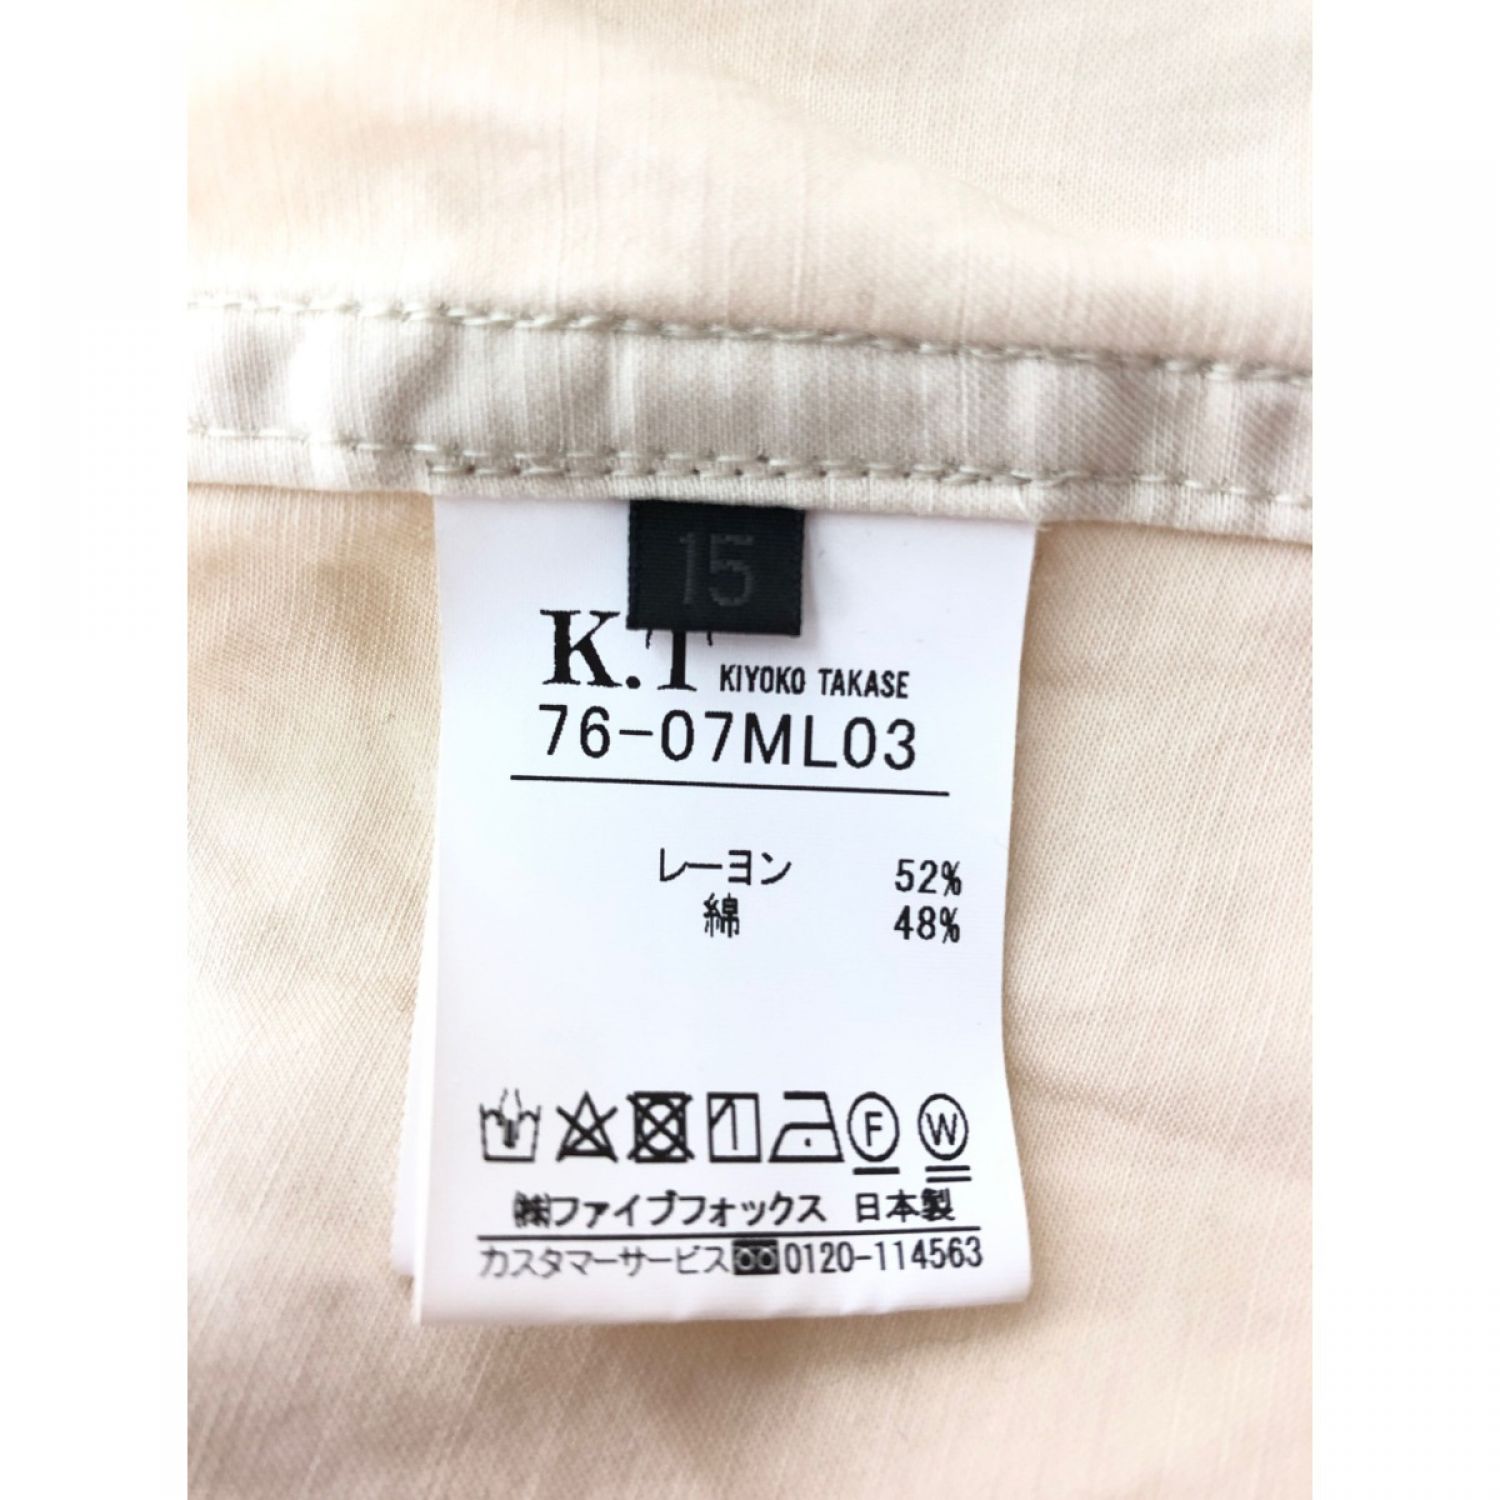 15
K.T KIYOKO TAKASE
76-07ML03
レーヨン 52%
綿 48%
F W
㈱ファイブフォックス 日本製
カスタマーサービス 0120-114563